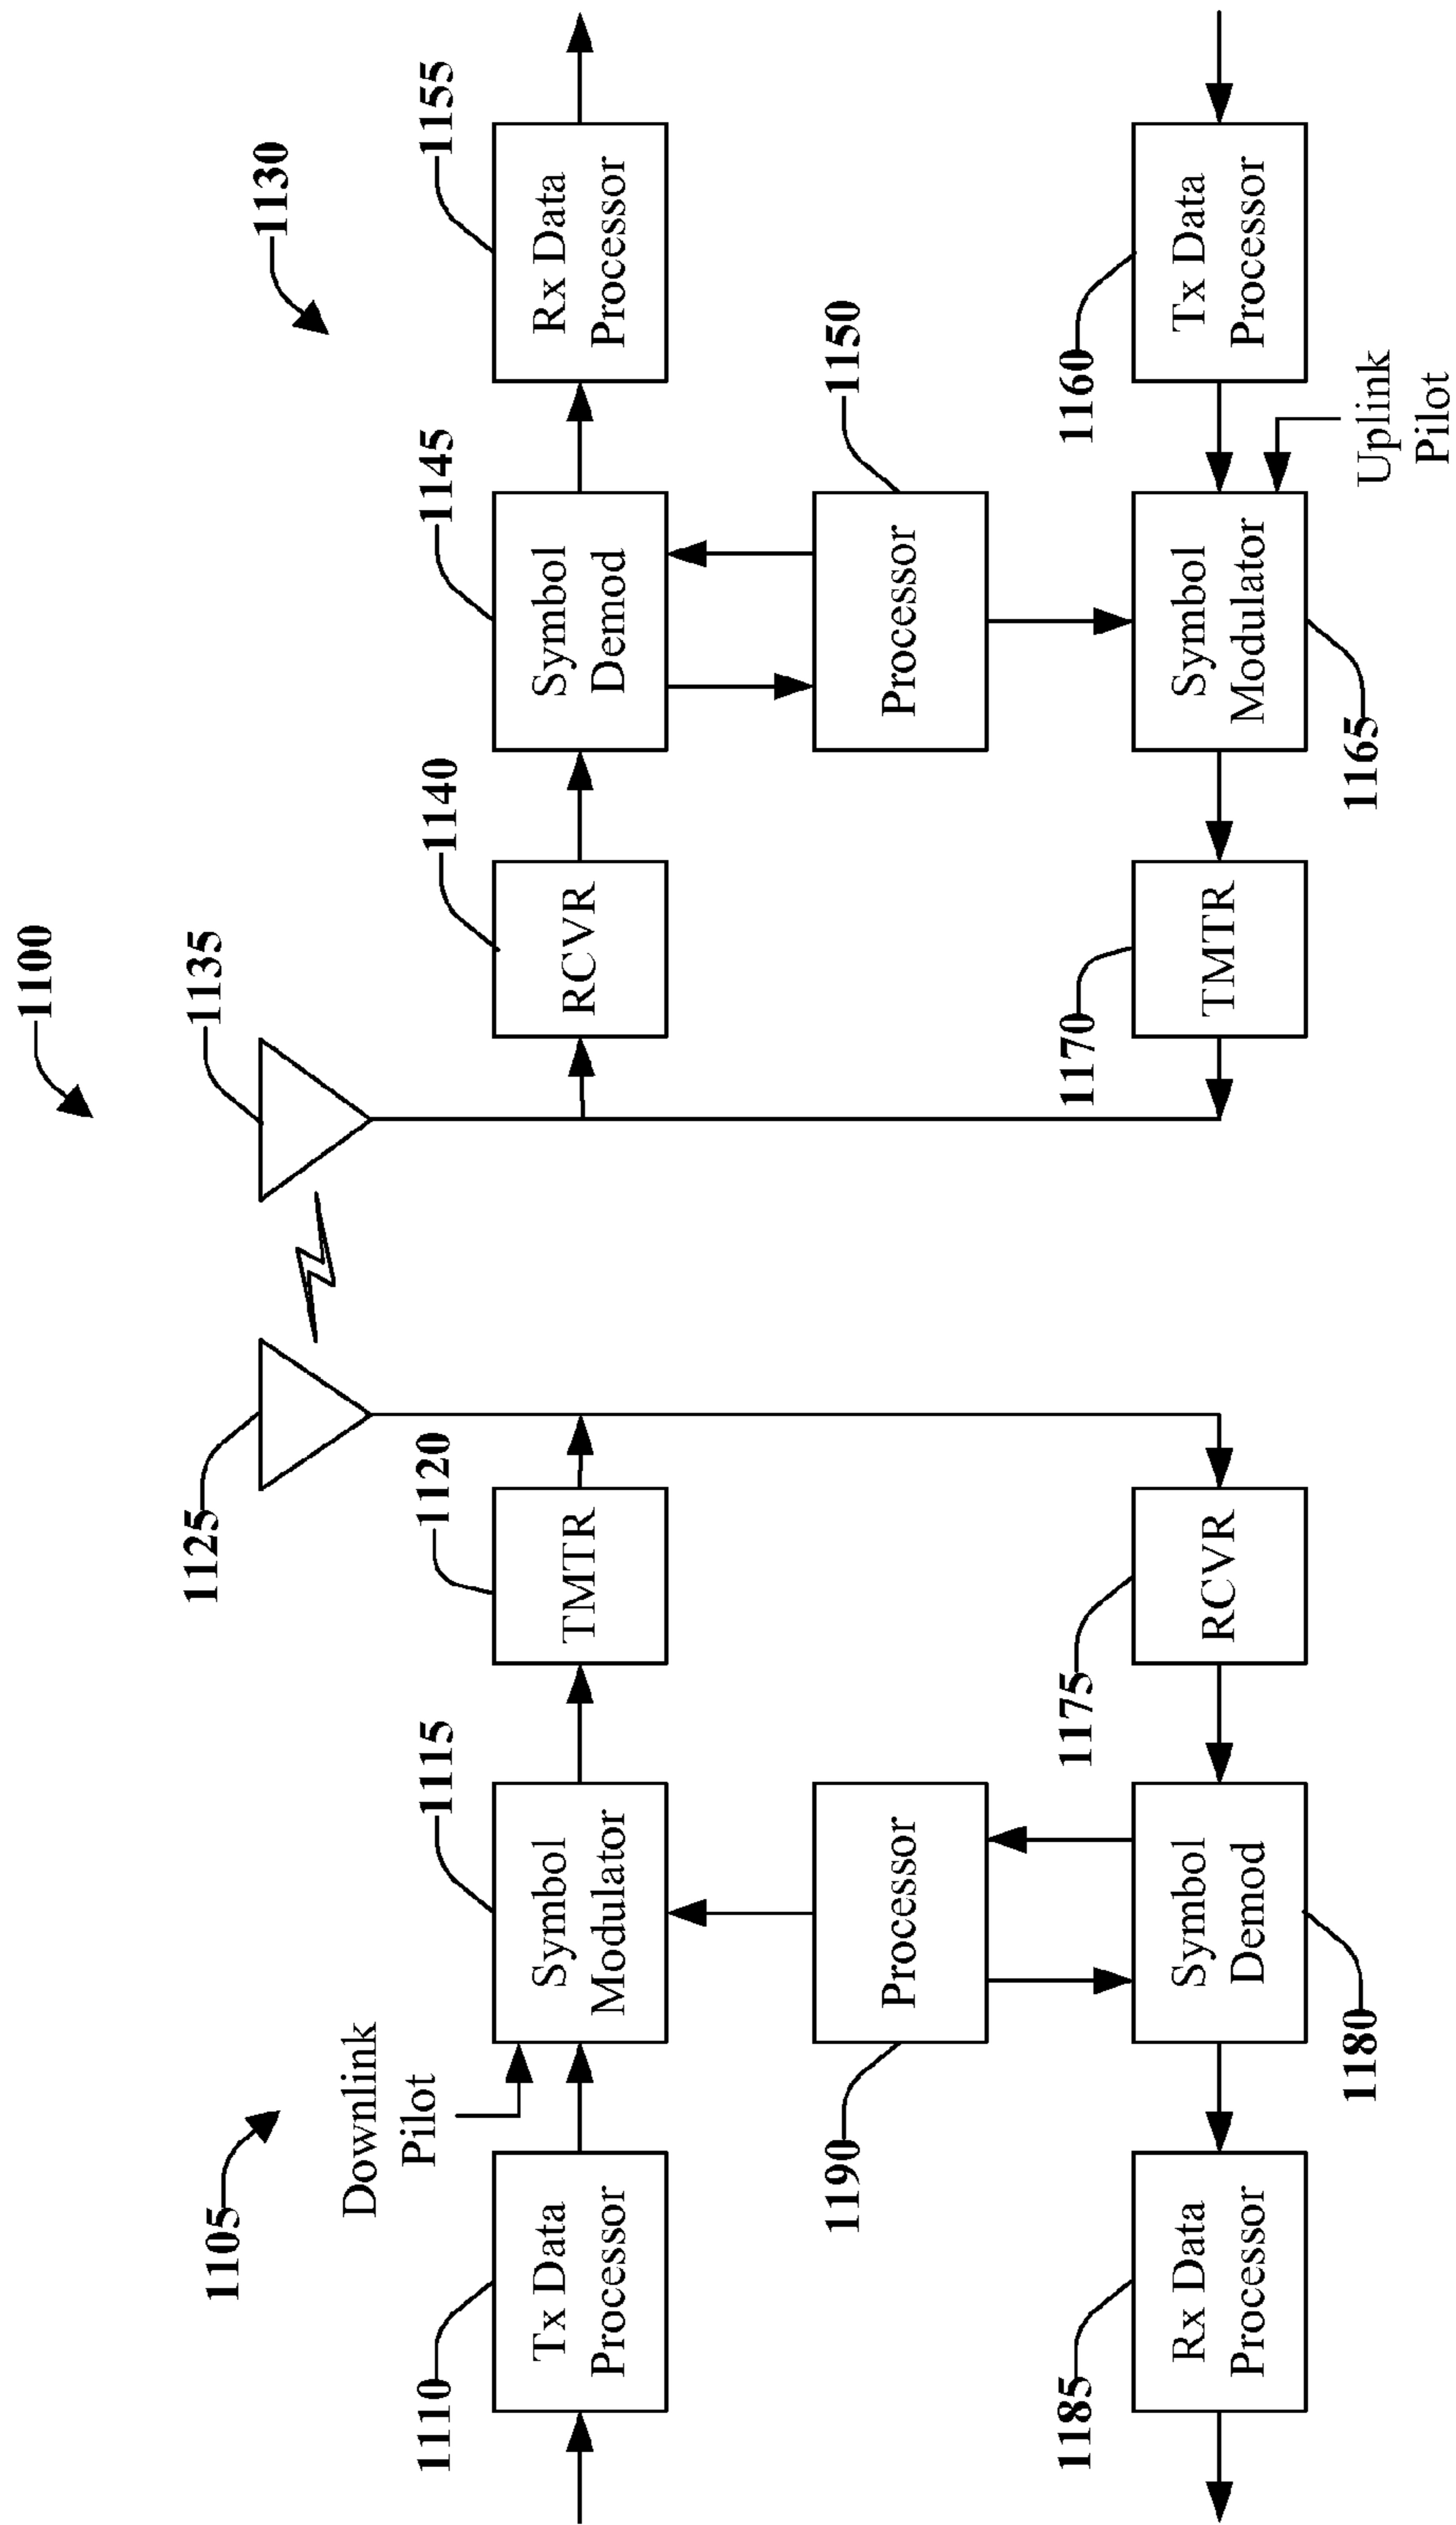 1100
1105
1125
1135
1130
Downlink
Pilot
1110
1115
1120
1140
1145
1155
Tx Data
Processor
Symbol
Modulator
TMTR
RCVR
Symbol
Demod
Rx Data
Processor
1190
Processor
Processor
1150
1185
1175
1170
1160
Rx Data
Processor
Symbol
Demod
RCVR
TMTR
Symbol
Modulator
Tx Data
Processor
1180
1165
Uplink
Pilot